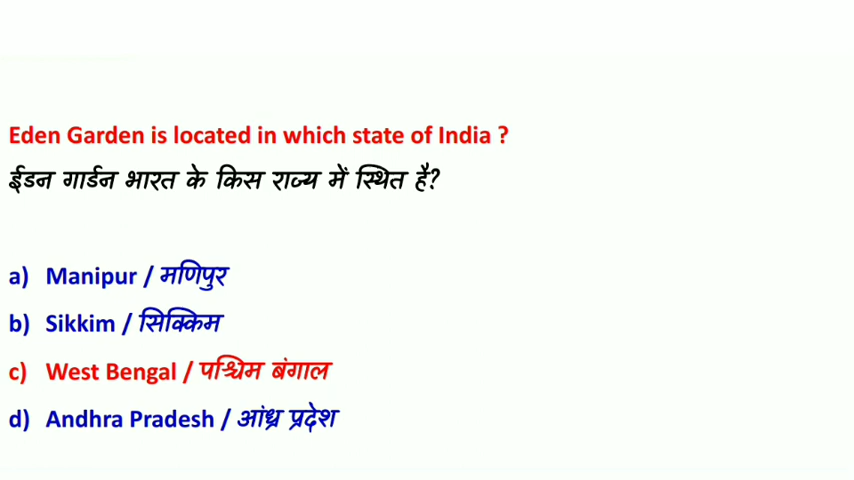 Eden Garden is located in which state of India ?
ईडन गार्डन भारत के किस राज्य में स्थित है?
a) Manipur / मणिपुर
b) Sikkim / सिक्किम
c) West Bengal / पश्चिम बंगाल
d) Andhra Pradesh / आंध्र प्रदेश